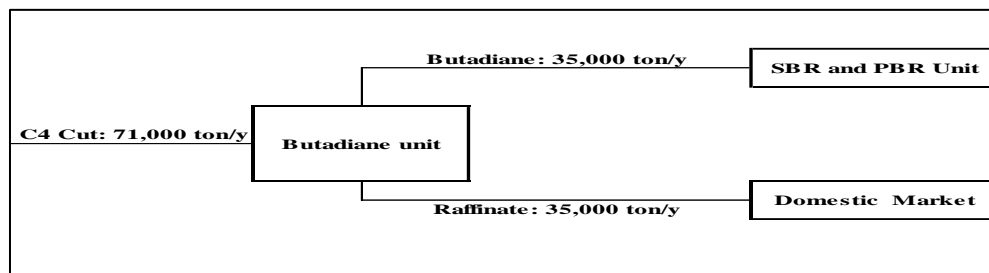 Butadiane: 35,000 ton/y
SBR and PBR Unit
C4 Cut: 71,000 ton/y
Butadiane unit
Raffinate: 35,000 ton/y
Domestic Market